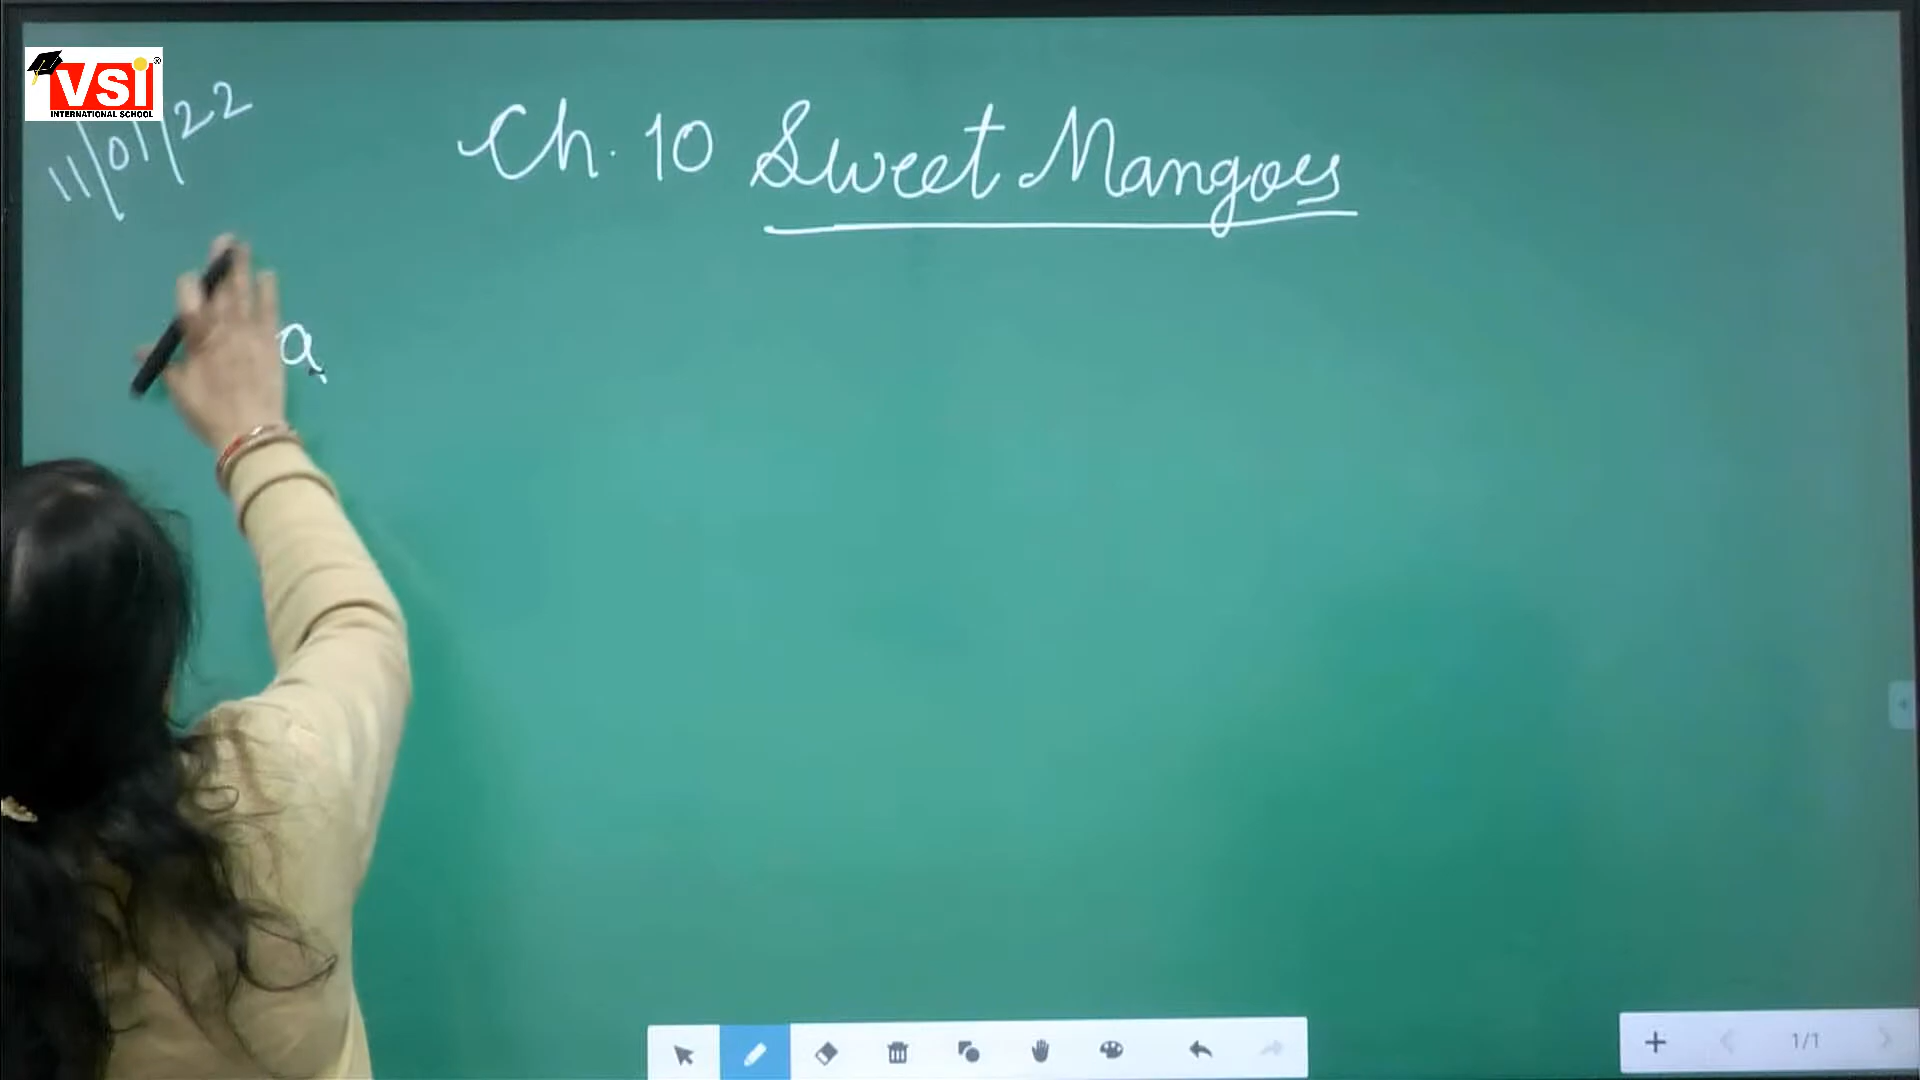 VSI
INTERNATIONAL SCHOOL
11/01/22
Ch. 10 Sweet Mangoes
a
1/1